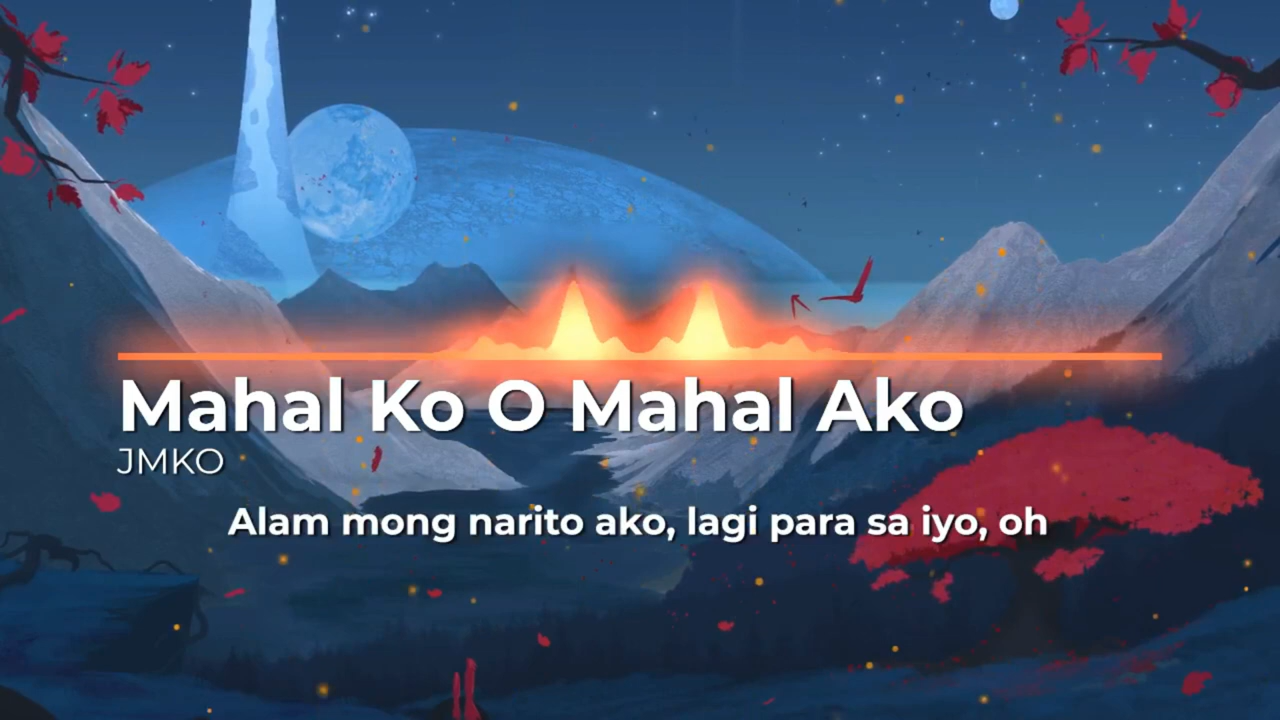 Mahal Ko O Mahal Ako
JMKO
Alam mong narito ako, lagi para sa iyo, oh